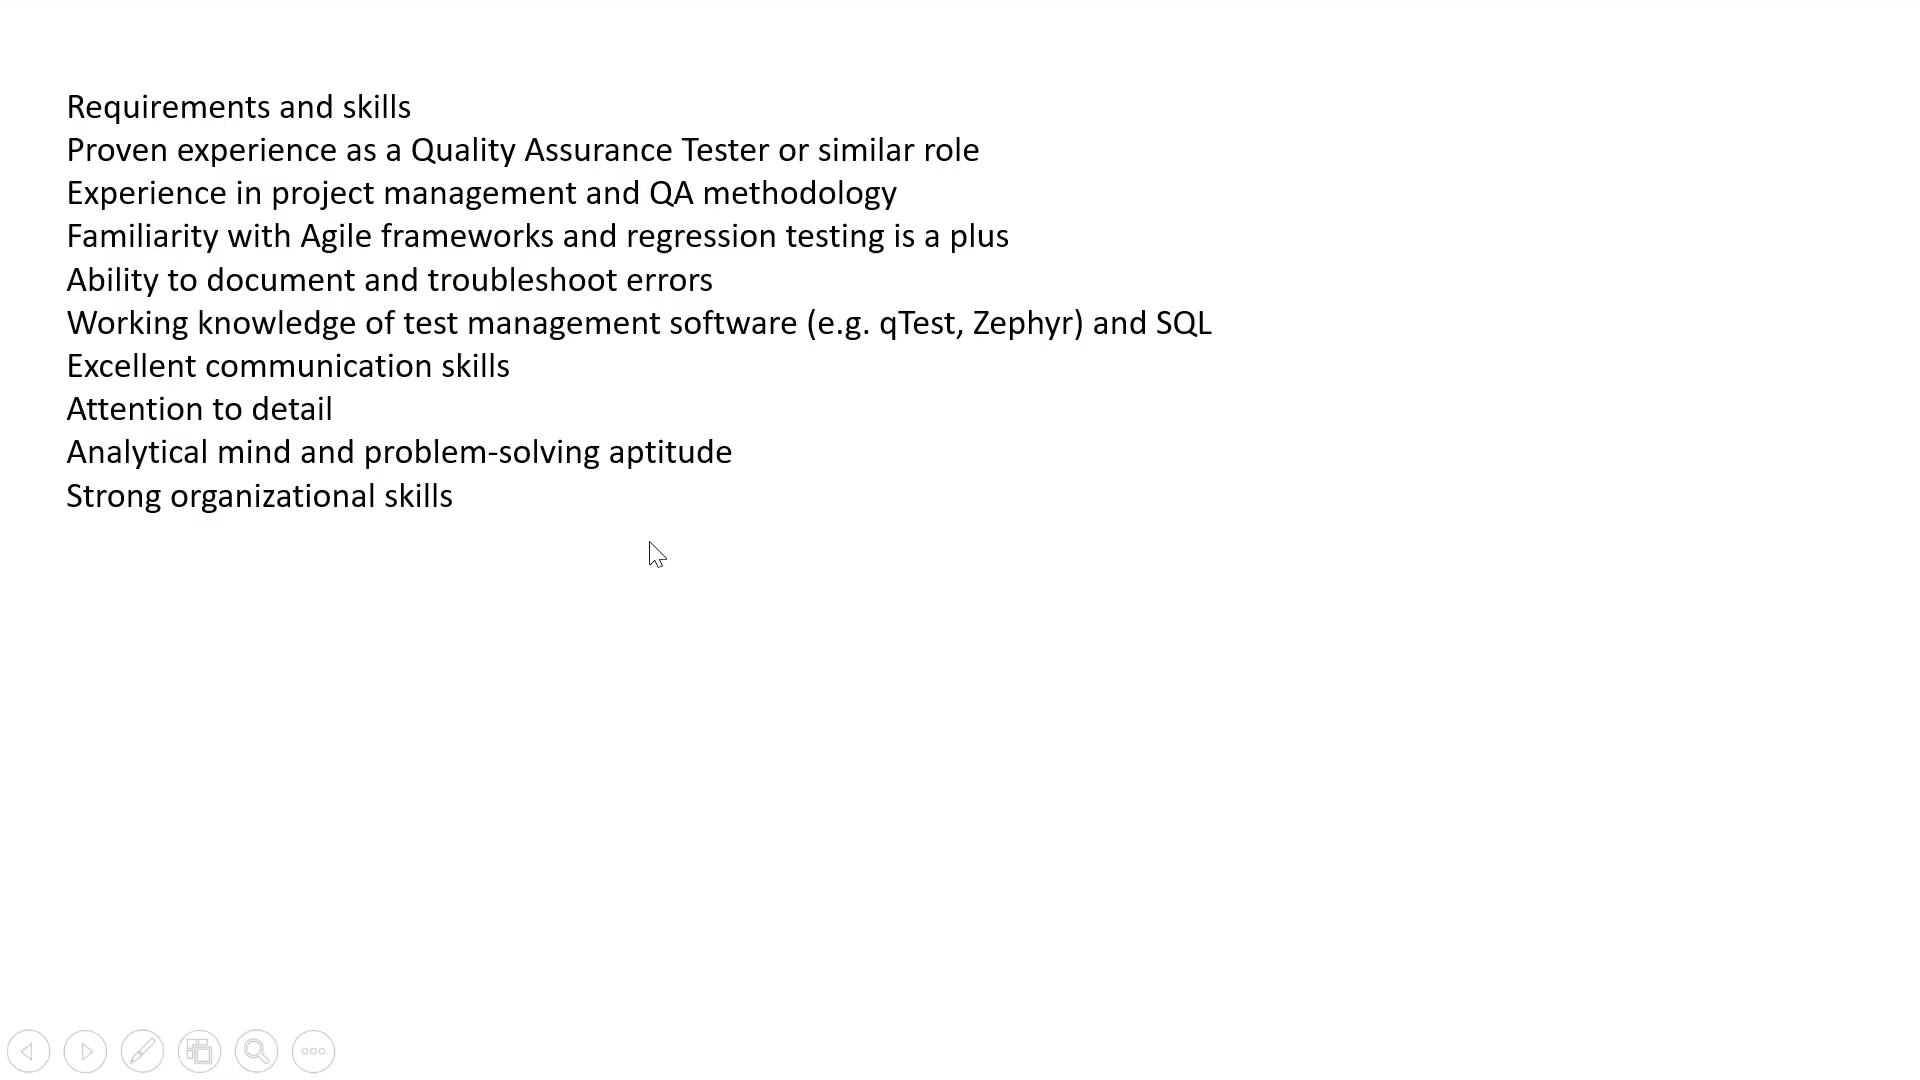 Requirements and skills
Proven experience as a Quality Assurance Tester or similar role
Experience in project management and QA methodology
Familiarity with Agile frameworks and regression testing is a plus
Ability to document and troubleshoot errors
Working knowledge of test management software (e.g. qTest, Zephyr) and SQL
Excellent communication skills
Attention to detail
Analytical mind and problem-solving aptitude
Strong organizational skills